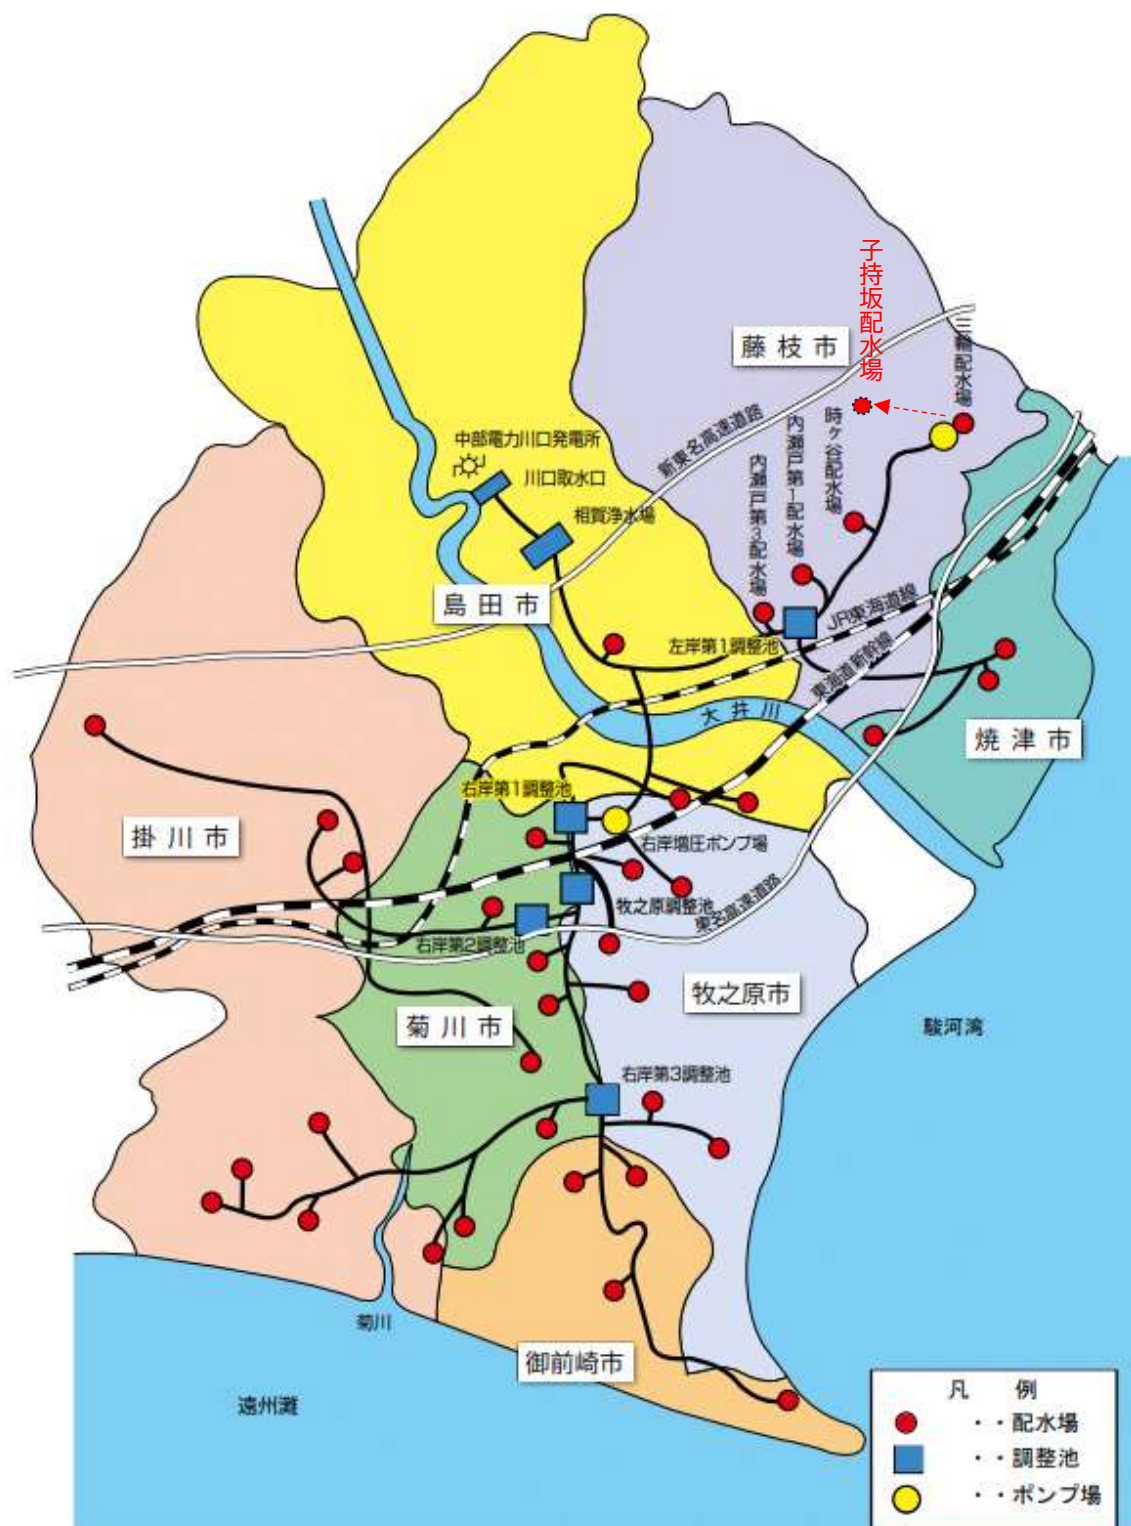 子持坂配水場
三輪配水場
藤枝市
時ケ谷配水場
内瀬戸第1配水場
内瀬戸第3配水場
新東名高速道路
中部電力川口発電所
川口取水口
相賀浄水場
島田市
左岸第1調整池
JR東海道線
東海道新幹線
大井川
焼津市
右岸第1調整池
掛川市
右岸増圧ポンプ場
牧之原調整池
東名高速道路
右岸第2調整池
牧之原市
菊川市
駿河湾
右岸第3調整池
菊川
御前崎市
遠州灘
凡 例
・・配水場
・・調整池
・・ポンプ場